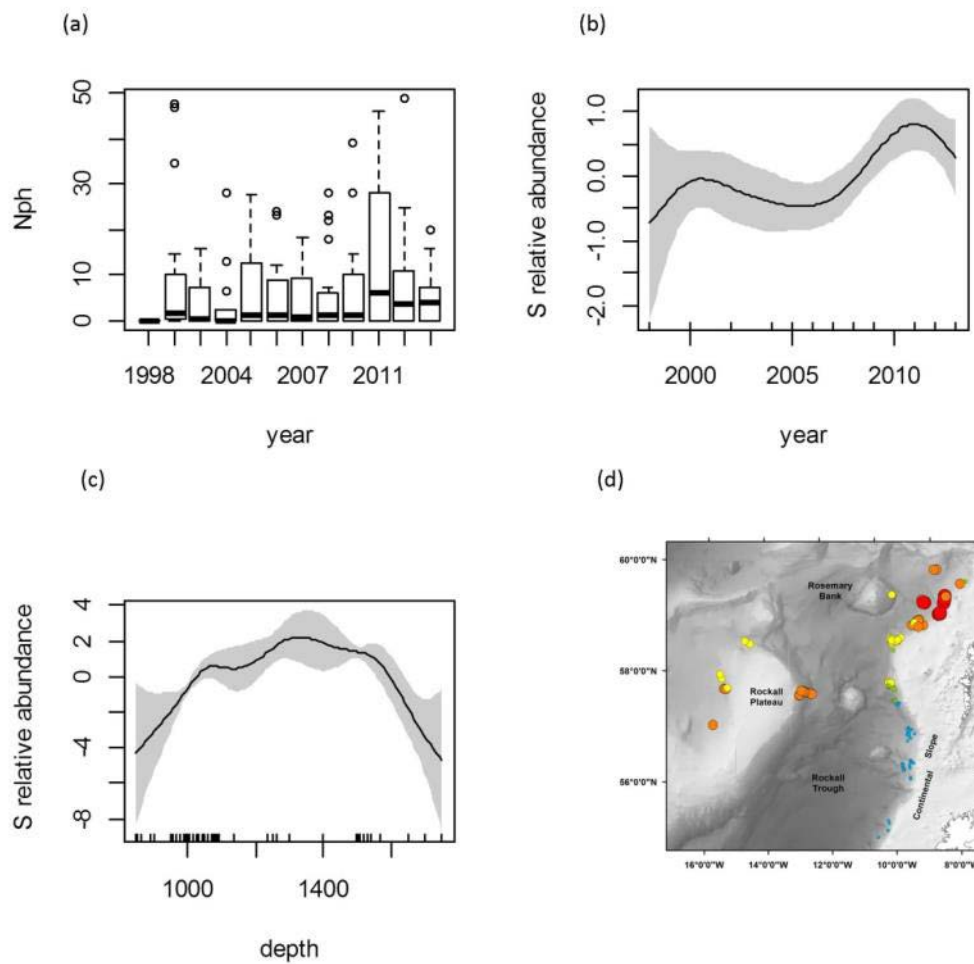 (a)
50
30
10
0
Nph
1998 2004 2007 2011
year
(b)
1.0
0.0
-1.0
-2.0
S relative abundance
2000 2005 2010
year
(c)
4
2
0
-4
-8
S relative abundance
1000 1400
depth
(d)
60°0'0"N
58°0'0"N
56°0'0"N
Rosemary
Bank
Rockall
Plateau
Rockall
Trough
Continental Slope
16°0'0"W 14°0'0"W 12°0'0"W 10°0'0"W